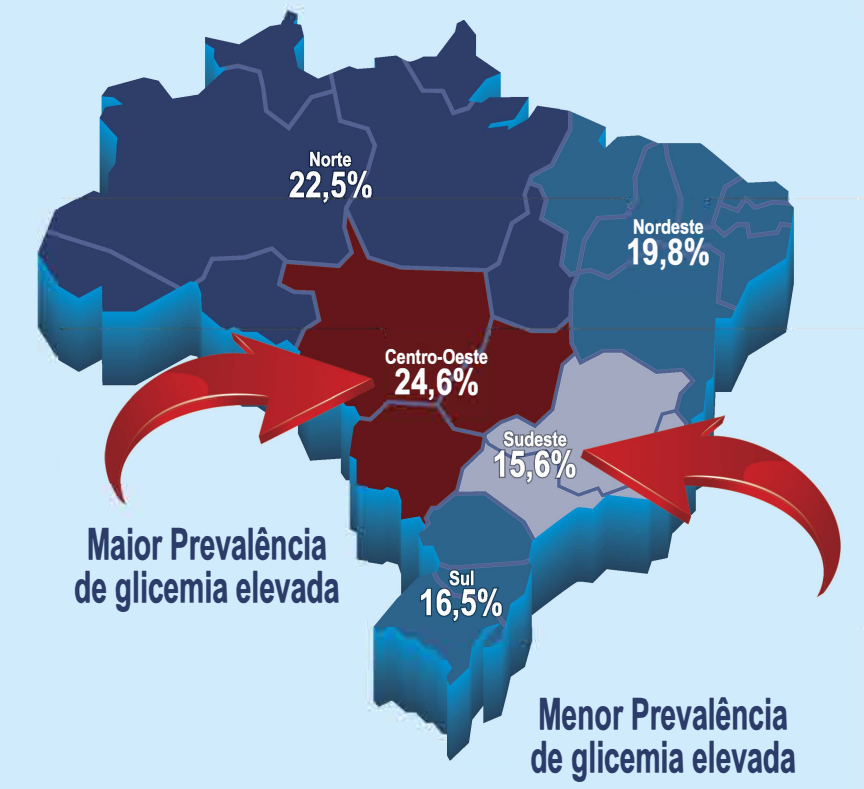 Norte
22,5%
Nordeste
19,8%
Centro-Oeste
24,6%
Sudeste
15,6%
Maior Prevalência
de glicemia elevada
Sul
16,5%
Menor Prevalência
de glicemia elevada